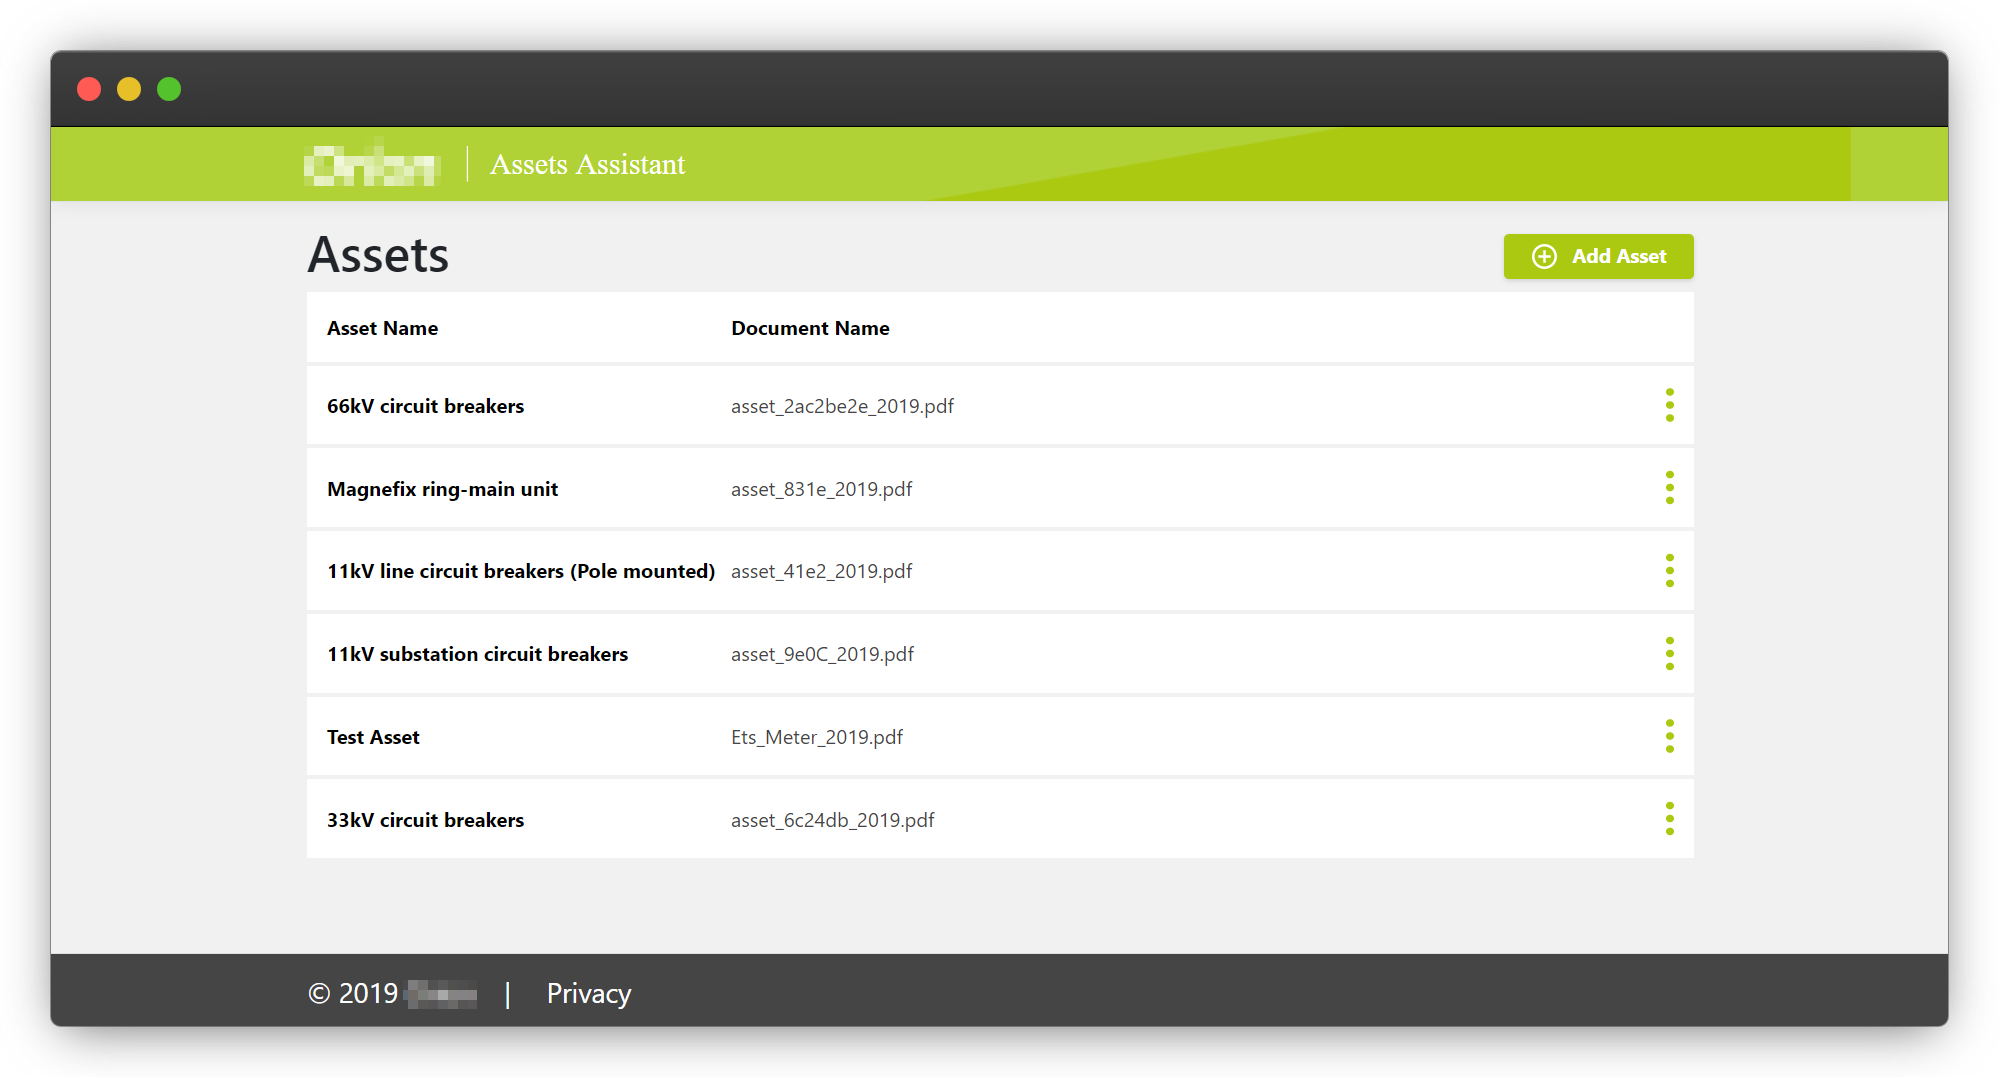 Assets Assistant
Assets
Add Asset
Asset Name Document Name
66kV circuit breakers asset_2ac2be2e_2019.pdf
Magnefix ring-main unit asset_831e_2019.pdf
11kV line circuit breakers (Pole mounted) asset_41e2_2019.pdf
11kV substation circuit breakers asset_9e0C_2019.pdf
Test Asset Ets_Meter_2019.pdf
33kV circuit breakers asset_6c24db_2019.pdf
© 2019 | Privacy